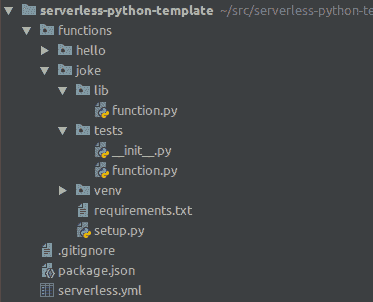 serverless-python-template ~/src/serverless-python-te
functions
hello
joke
lib
function.py
tests
__init__.py
function.py
venv
requirements.txt
setup.py
.gitignore
package.json
serverless.yml